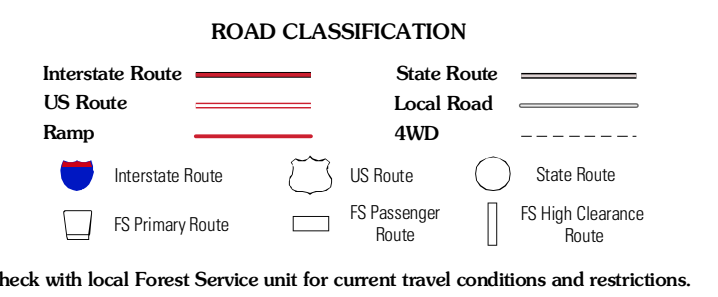 ROAD CLASSIFICATION
Interstate Route
State Route
US Route
Local Road
Ramp
4WD
Interstate Route
US Route
State Route
FS Primary Route
FS Passenger
Route
FS High Clearance
Route
heck with local Forest Service unit for current travel conditions and restrictions.